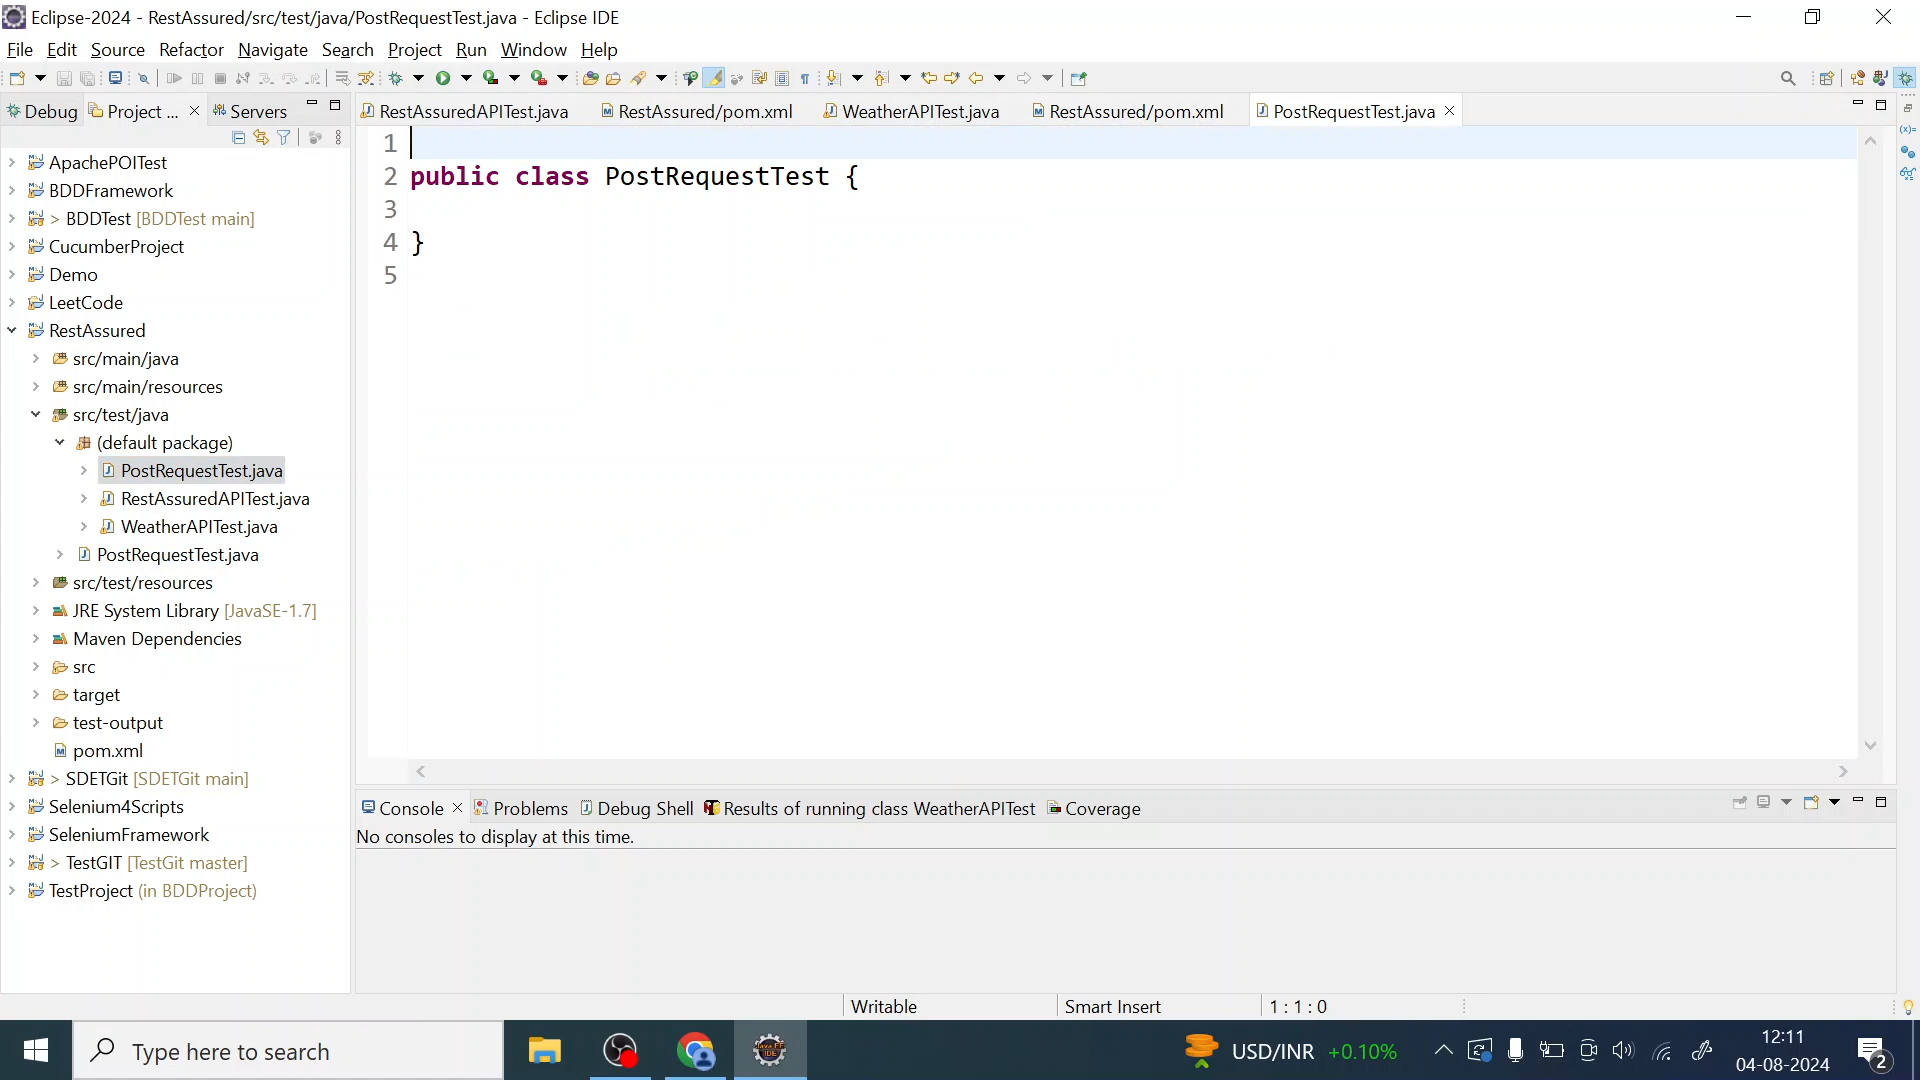 Eclipse-2024 - RestAssured/src/test/java/PostRequestTest.java - Eclipse IDE
File Edit Source Refactor Navigate Search Project Run Window Help
Debug Project ... Servers RestAssuredAPITest.java RestAssured/pom.xml WeatherAPITest.java RestAssured/pom.xml PostRequestTest.java
1
2 public class PostRequestTest {
3
4 }
5
ApachePOITest
BDDFramework
> BDDTest [BDDTest main]
CucumberProject
Demo
LeetCode
RestAssured
src/main/java
src/main/resources
src/test/java
(default package)
PostRequestTest.java
RestAssuredAPITest.java
WeatherAPITest.java
PostRequestTest.java
src/test/resources
JRE System Library [JavaSE-1.7]
Maven Dependencies
src
target
test-output
pom.xml
> SDETGit [SDETGit main]
Selenium4Scripts
SeleniumFramework
> TestGIT [TestGit master]
TestProject (in BDDProject)
Console Problems Debug Shell Results of running class WeatherAPITest Coverage
No consoles to display at this time.
Writable Smart Insert 1 : 1 : 0
Type here to search USD/INR +0.10% 12:11
04-08-2024 2